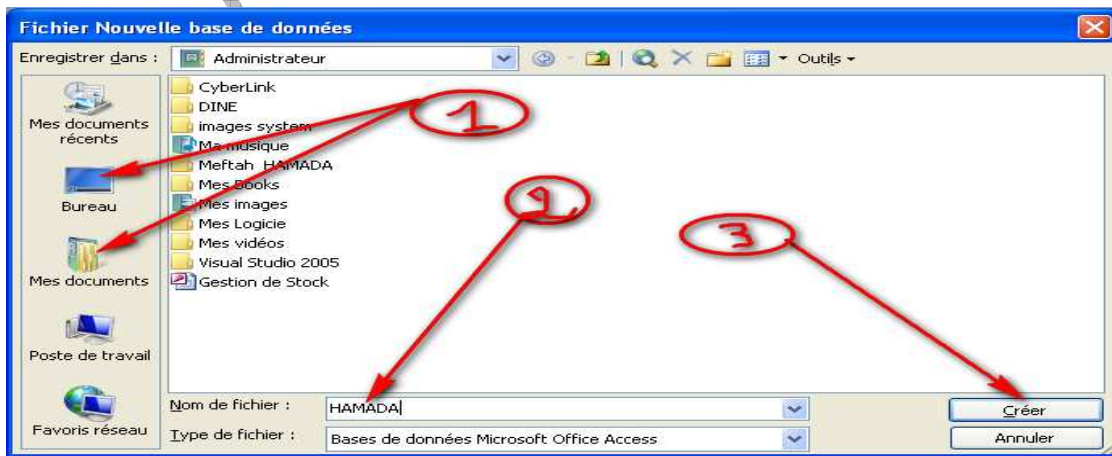 Fichier Nouvelle base de données
Enregistrer dans : Administrateur Outils
Mes documents récents
Bureau
Mes documents
Poste de travail
Favoris réseau
CyberLink
DINE
images system
Ma musique
Meftah HAMADA
Mes Books
Mes images
Mes Logicie
Mes vidéos
Visual Studio 2005
Gestion de Stock
1
2
3
Nom de fichier : HAMADA
Créer
Type de fichier : Bases de données Microsoft Office Access
Annuler